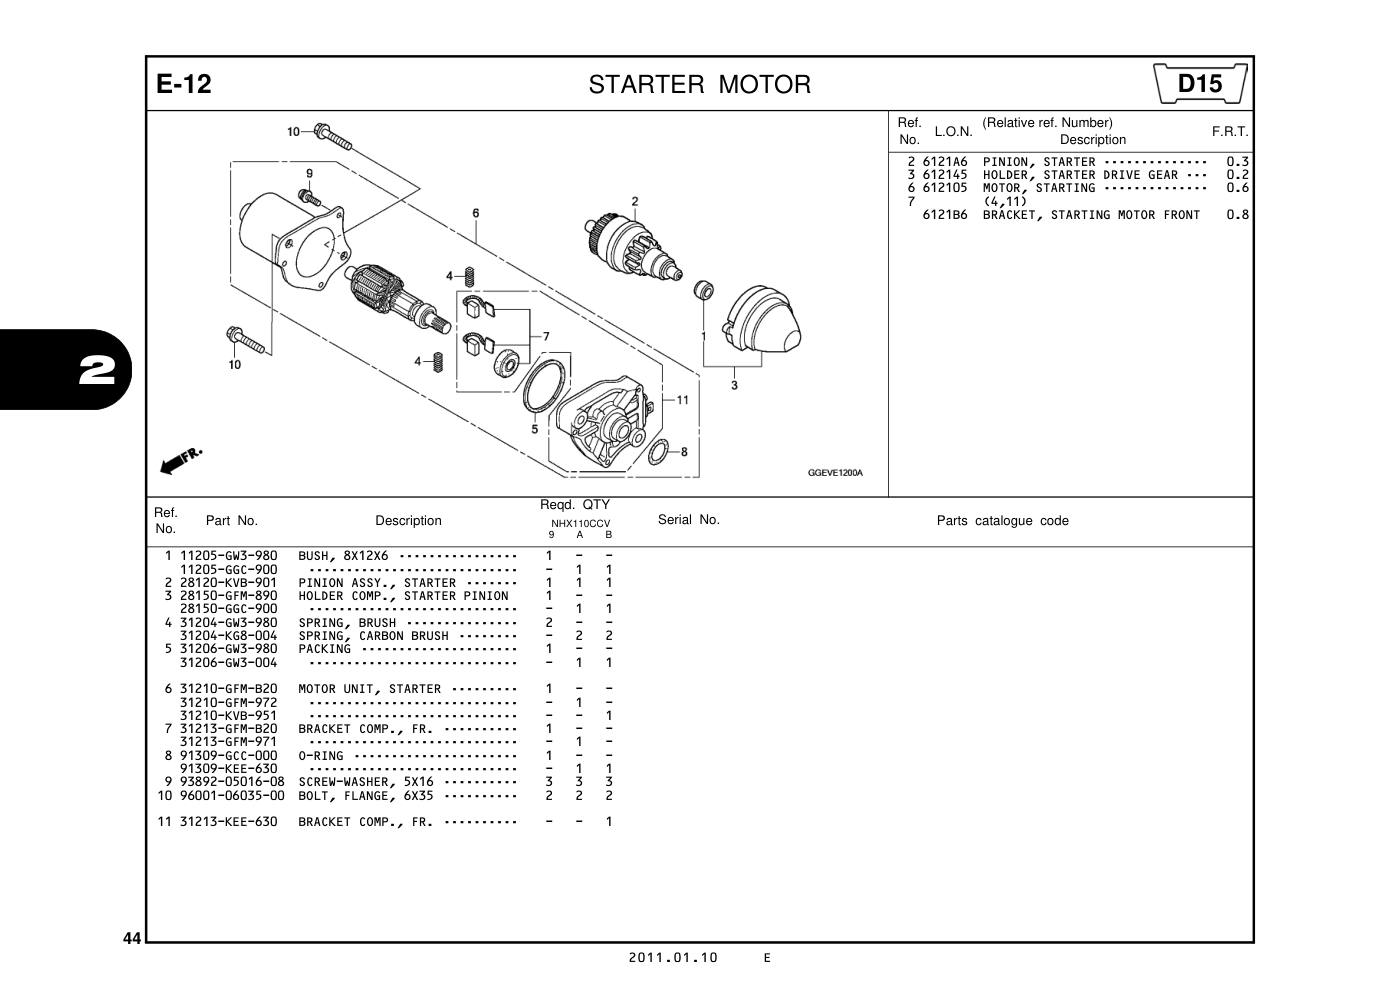 E-12 STARTER MOTOR D15
10
9
6
2
4
1
7
4
10
3
11
5
8
FR.
GGEVE1200A
Ref. No. L.O.N. (Relative ref. Number) Description F.R.T.
2 6121A6 PINION, STARTER -------------- 0.3
3 612145 HOLDER, STARTER DRIVE GEAR --- 0.2
6 612105 MOTOR, STARTING -------------- 0.6
7 (4,11)
6121B6 BRACKET, STARTING MOTOR FRONT 0.8
2
Ref. No. Part No. Description Reqd. QTY Serial No. Parts catalogue code
NHX110CCV
9 A B
1 11205-GW3-980 BUSH, 8X12X6 ---------------- 1 - -
11205-GGC-900 ---------------------------- - 1 1
2 28120-KVB-901 PINION ASSY., STARTER ------- 1 1 1
3 28150-GFM-890 HOLDER COMP., STARTER PINION 1 - -
28150-GGC-900 ---------------------------- - 1 1
4 31204-GW3-980 SPRING, BRUSH --------------- 2 - -
31204-KG8-004 SPRING, CARBON BRUSH -------- - 2 2
5 31206-GW3-980 PACKING --------------------- 1 - -
31206-GW3-004 ---------------------------- - 1 1
6 31210-GFM-B20 MOTOR UNIT, STARTER --------- 1 - -
31210-GFM-972 ---------------------------- - 1 -
31210-KVB-951 ---------------------------- - - 1
7 31213-GFM-B20 BRACKET COMP., FR. ---------- 1 - -
31213-GFM-971 ---------------------------- - 1 -
8 91309-GCC-000 O-RING ---------------------- 1 - -
91309-KEE-630 ---------------------------- - 1 1
9 93892-05016-08 SCREW-WASHER, 5X16 ---------- 3 3 3
10 96001-06035-00 BOLT, FLANGE, 6X35 ---------- 2 2 2
11 31213-KEE-630 BRACKET COMP., FR. ---------- - - 1
44
2011.01.10 E